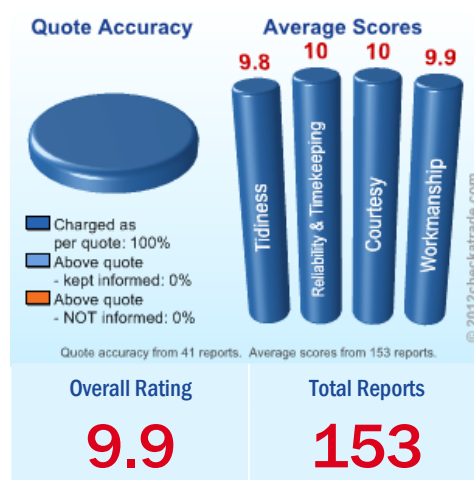 Quote Accuracy
Average Scores
9.8
10
10
9.9
Tidiness
Reliability & Timekeeping
Courtesy
Workmanship
Charged as
per quote: 100%
Above quote
- kept informed: 0%
Above quote
- NOT informed: 0%
© 2012checkatrade.com
Quote accuracy from 41 reports. Average scores from 153 reports.
Overall Rating
Total Reports
9.9
153